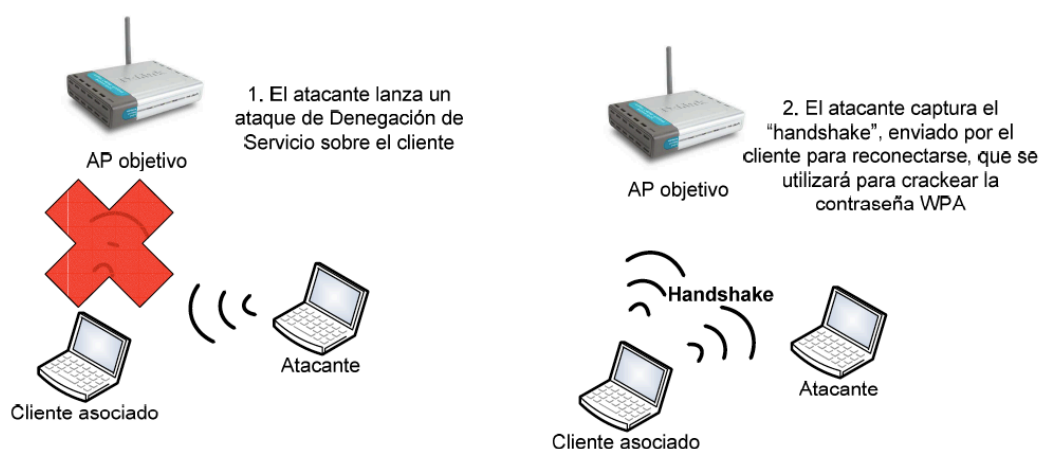 1. El atacante lanza un
ataque de Denegación de
Servicio sobre el cliente
AP objetivo
Atacante
Cliente asociado
2. El atacante captura el
“handshake”, enviado por el
cliente para reconectarse, que se
utilizará para crackear la
contraseña WPA
AP objetivo
Handshake
Atacante
Cliente asociado